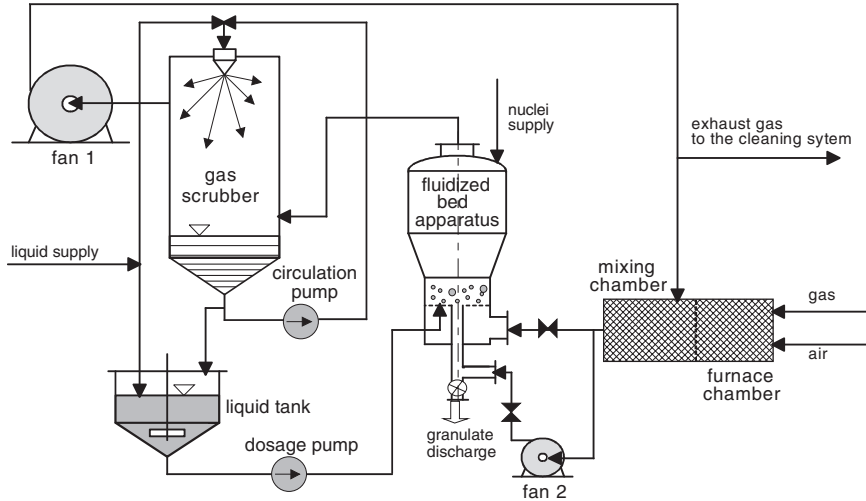 nuclei
supply
exhaust gas
to the cleaning sytem
fan 1
gas
scrubber
fluidized
bed
apparatus
liquid supply
circulation
pump
mixing
chamber
gas
air
furnace
chamber
liquid tank
dosage pump
granulate
discharge
fan 2